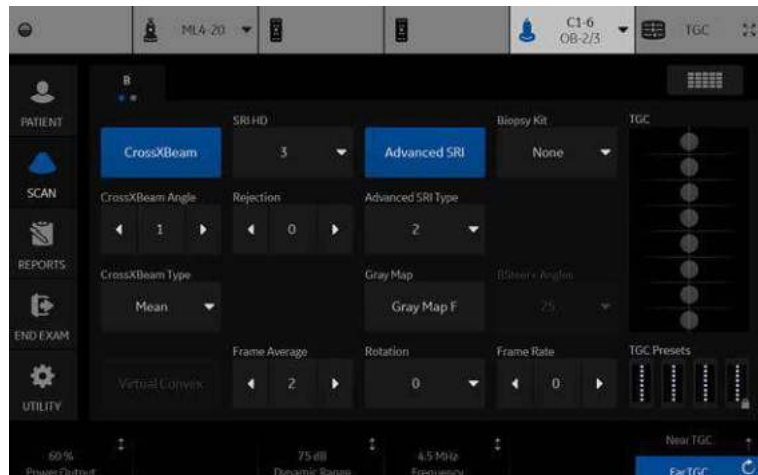 ML4-20
C1-6
OB-2/3
TGC
B
PATIENT
SCAN
REPORTS
END EXAM
UTILITY
SRI HD
Biopsy Kit
TGC
CrossXBeam
3
Advanced SRI
None
CrossXBeam Angle
Rejection
Advanced SRI Type
1
0
2
CrossXBeam Type
Gray Map
BSteer+ Angles
Mean
Gray Map F
25
Frame Average
Rotation
Frame Rate
TGC Presets
Virtual Convex
2
0
0
60 %
75 dB
4.5 MHz
Near TGC
Power Output
Dynamic Range
Frequency
Far TGC